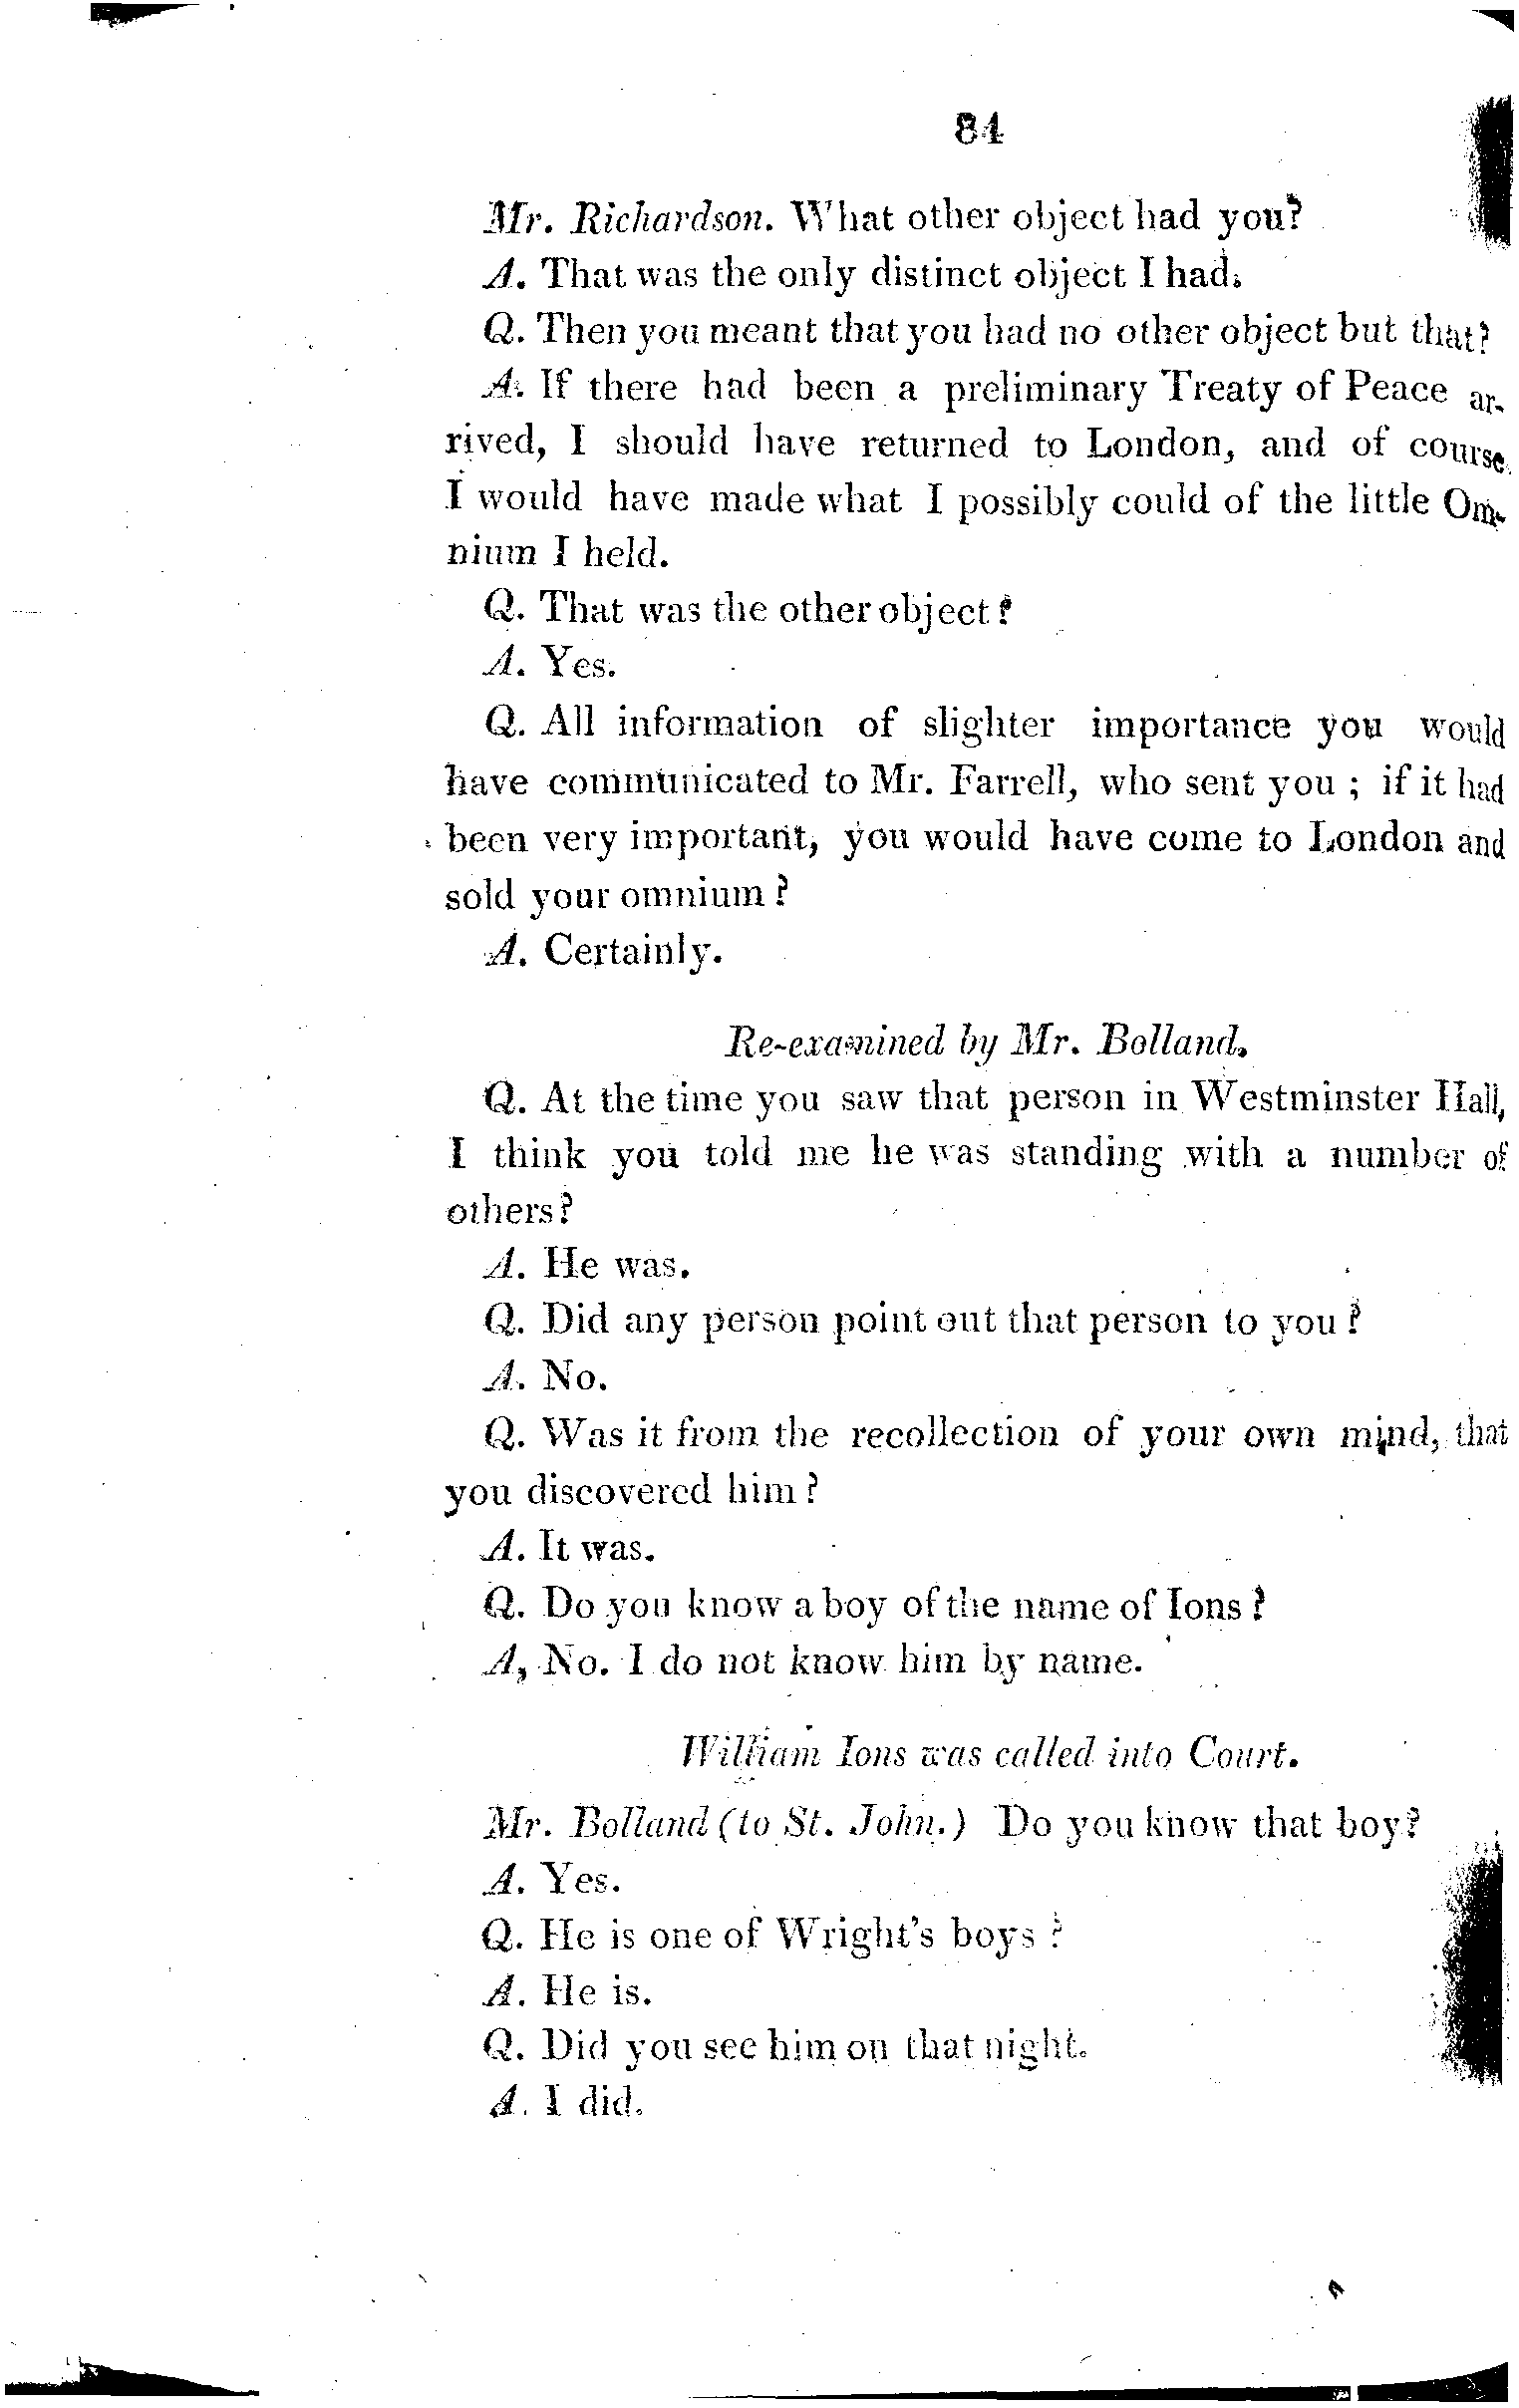 84
Mr. Richardson. What other object had you?
A. That was the only distinct object I had.
Q. Then you meant that you had no other object but that?
A. If there had been a preliminary Treaty of Peace ar-
rived, I should have returned to London, and of course
I would have made what I possibly could of the little Om-
nium I held.
Q. That was the other object?
A. Yes.
Q. All information of slighter importance you would
have communicated to Mr. Farrell, who sent you ; if it had
been very important, you would have come to London and
sold your omnium ?
A. Certainly.
Re-examined by Mr. Bolland.
Q. At the time you saw that person in Westminster Hall,
I think you told me he was standing with a number of
others?
A. He was.
Q. Did any person point out that person to you ?
A. No.
Q. Was it from the recollection of your own mind, that
you discovered him ?
A. It was.
Q. Do you know a boy of the name of Ions ?
A, No. I do not know him by name.
William Ions was called into Court.
Mr. Bolland (to St. John.) Do you know that boy?
A. Yes.
Q. He is one of Wright's boys ?
A. He is.
Q. Did you see him on that night.
A. I did.